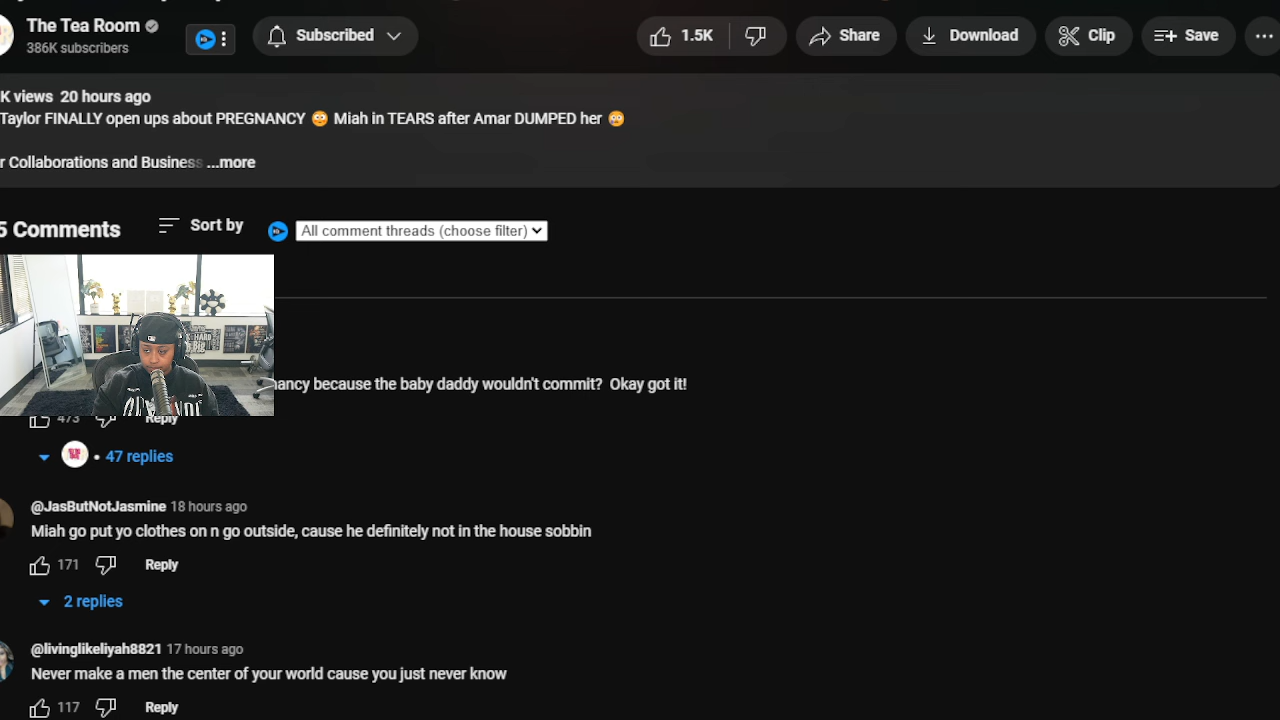 The Tea Room
386K subscribers
Subscribed
1.5K
Share
Download
Clip
Save
K views 20 hours ago
Taylor FINALLY open ups about PREGNANCY 😳 Miah in TEARS after Amar DUMPED her 😳
r Collaborations and Business ...more
5 Comments
Sort by
All comment threads (choose filter)
nancy because the baby daddy wouldn't commit? Okay got it!
473
Reply
47 replies
@JasButNotJasmine 18 hours ago
Miah go put yo clothes on n go outside, cause he definitely not in the house sobbin
171
Reply
2 replies
@livinglikeliyah8821 17 hours ago
Never make a men the center of your world cause you just never know
117
Reply